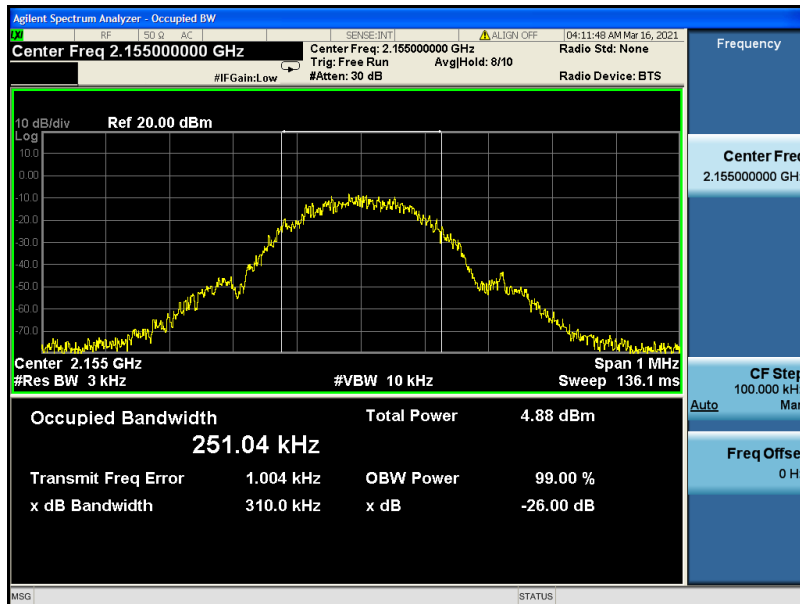 Agilent Spectrum Analyzer - Occupied BW
LXI RF 50 Ω AC SENSE:INT ALIGN OFF 04:11:48 AM Mar 16, 2021
Center Freq 2.155000000 GHz
Center Freq: 2.155000000 GHz
Radio Std: None
Trig: Free Run Avg|Hold: 8/10
#IFGain:Low
#Atten: 30 dB
Radio Device: BTS
Frequency
10 dB/div Ref 20.00 dBm
Log
10.0
0.00
-10.0
-20.0
-30.0
-40.0
-50.0
-60.0
-70.0
Center 2.155 GHz Span 1 MHz
#Res BW 3 kHz #VBW 10 kHz Sweep 136.1 ms
Occupied Bandwidth Total Power 4.88 dBm
251.04 kHz
Transmit Freq Error 1.004 kHz OBW Power 99.00 %
x dB Bandwidth 310.0 kHz x dB -26.00 dB
Center Freq
2.155000000 GHz
CF Step
100.000 kHz
Auto Man
Freq Offse
0 Hz
MSG STATUS